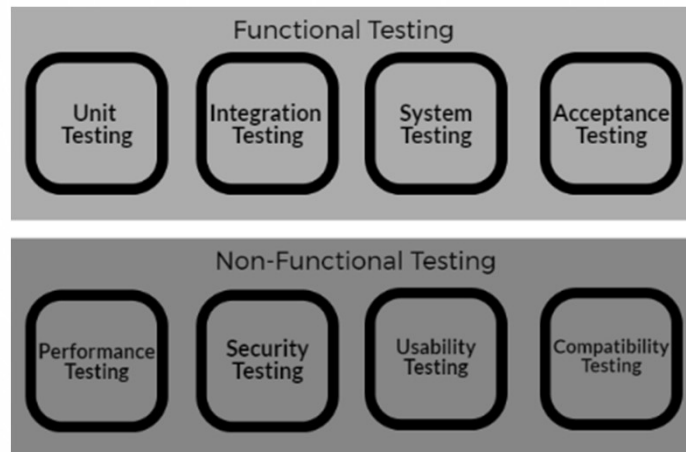 Functional Testing
Unit
Testing
Integration
Testing
System
Testing
Acceptance
Testing
Non-Functional Testing
Performance
Testing
Security
Testing
Usability
Testing
Compatibility
Testing